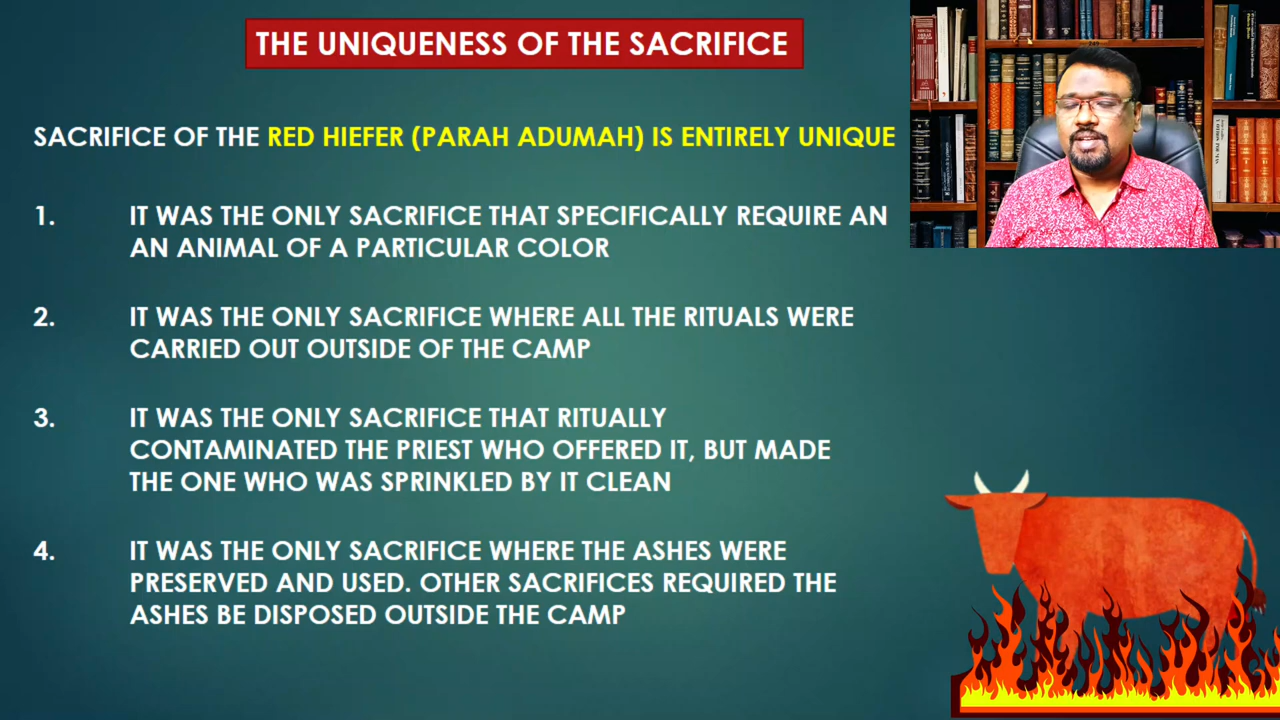 THE UNIQUENESS OF THE SACRIFICE
SACRIFICE OF THE RED HIEFER (PARAH ADUMAH) IS ENTIRELY UNIQUE
1. IT WAS THE ONLY SACRIFICE THAT SPECIFICALLY REQUIRE AN
AN ANIMAL OF A PARTICULAR COLOR
2. IT WAS THE ONLY SACRIFICE WHERE ALL THE RITUALS WERE
CARRIED OUT OUTSIDE OF THE CAMP
3. IT WAS THE ONLY SACRIFICE THAT RITUALLY
CONTAMINATED THE PRIEST WHO OFFERED IT, BUT MADE
THE ONE WHO WAS SPRINKLED BY IT CLEAN
4. IT WAS THE ONLY SACRIFICE WHERE THE ASHES WERE
PRESERVED AND USED. OTHER SACRIFICES REQUIRED THE
ASHES BE DISPOSED OUTSIDE THE CAMP